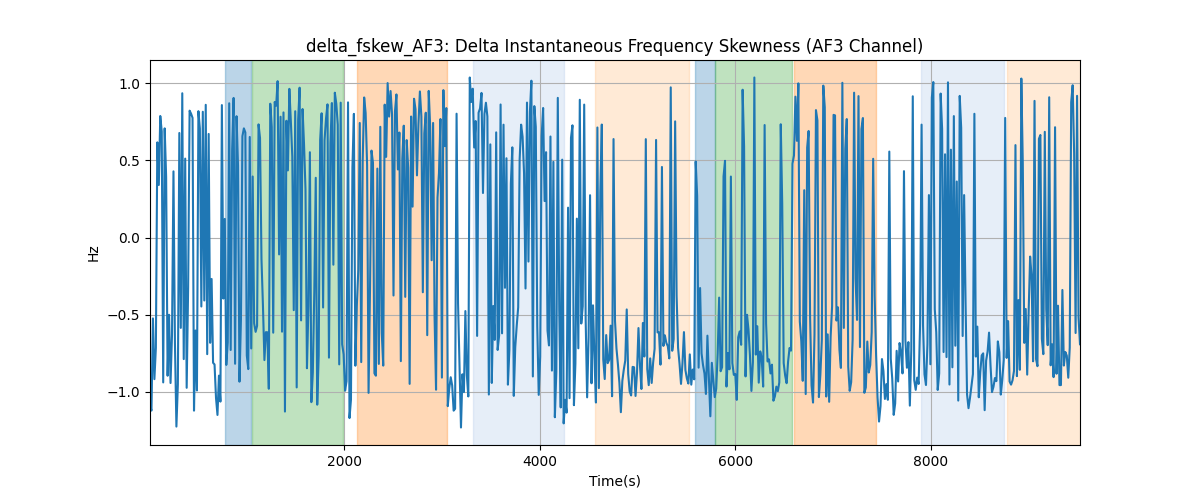 delta_fskew_AF3: Delta Instantaneous Frequency Skewness (AF3 Channel)
1.0
0.5
0.0
−0.5
−1.0
Hz
2000 4000 6000 8000
Time(s)